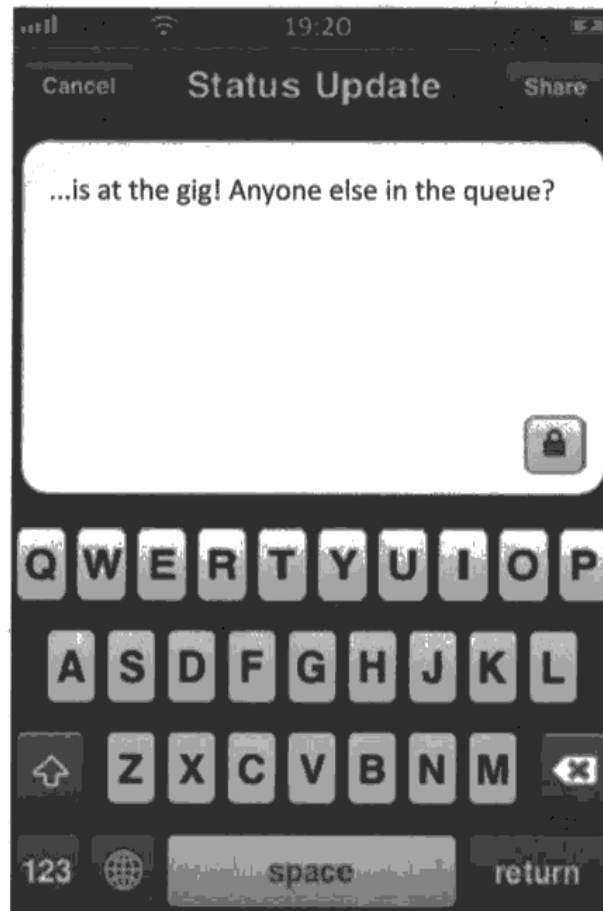 19:20
Cancel Status Update Share
...is at the gig! Anyone else in the queue?
Q W E R T Y U I O P
A S D F G H J K L
Z X C V B N M
123 space return